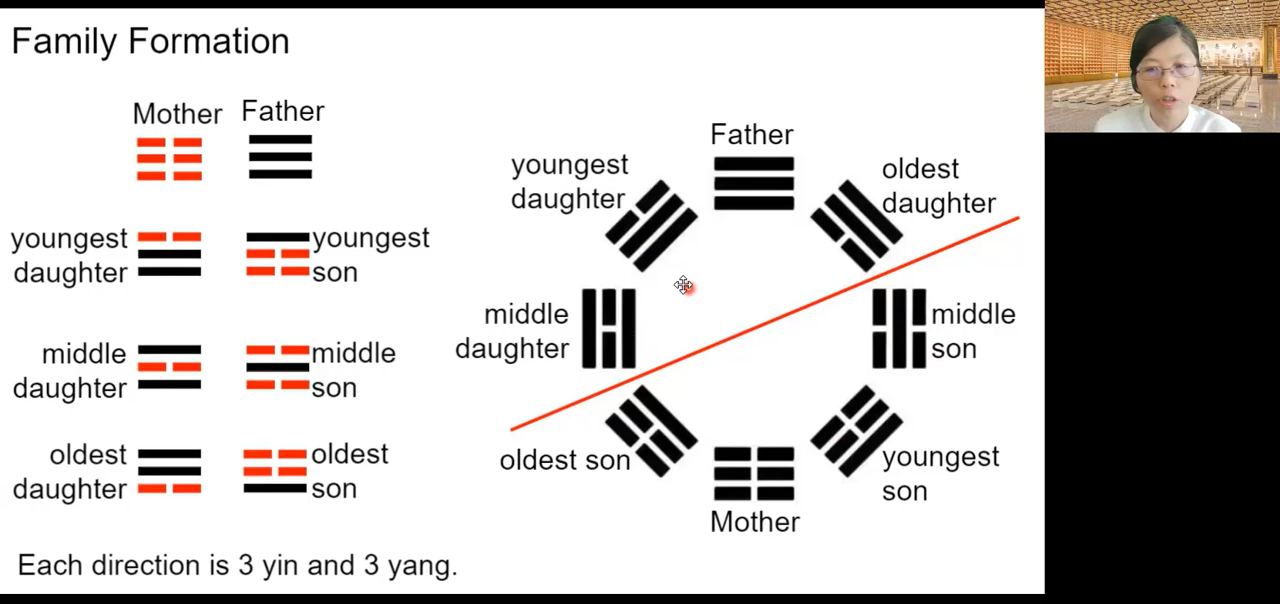 Family Formation
Mother
Father
youngest
daughter
youngest
son
middle
daughter
middle
son
oldest
daughter
oldest
son
Father
youngest
daughter
oldest
daughter
middle
daughter
middle
son
oldest son
youngest
son
Mother
Each direction is 3 yin and 3 yang.